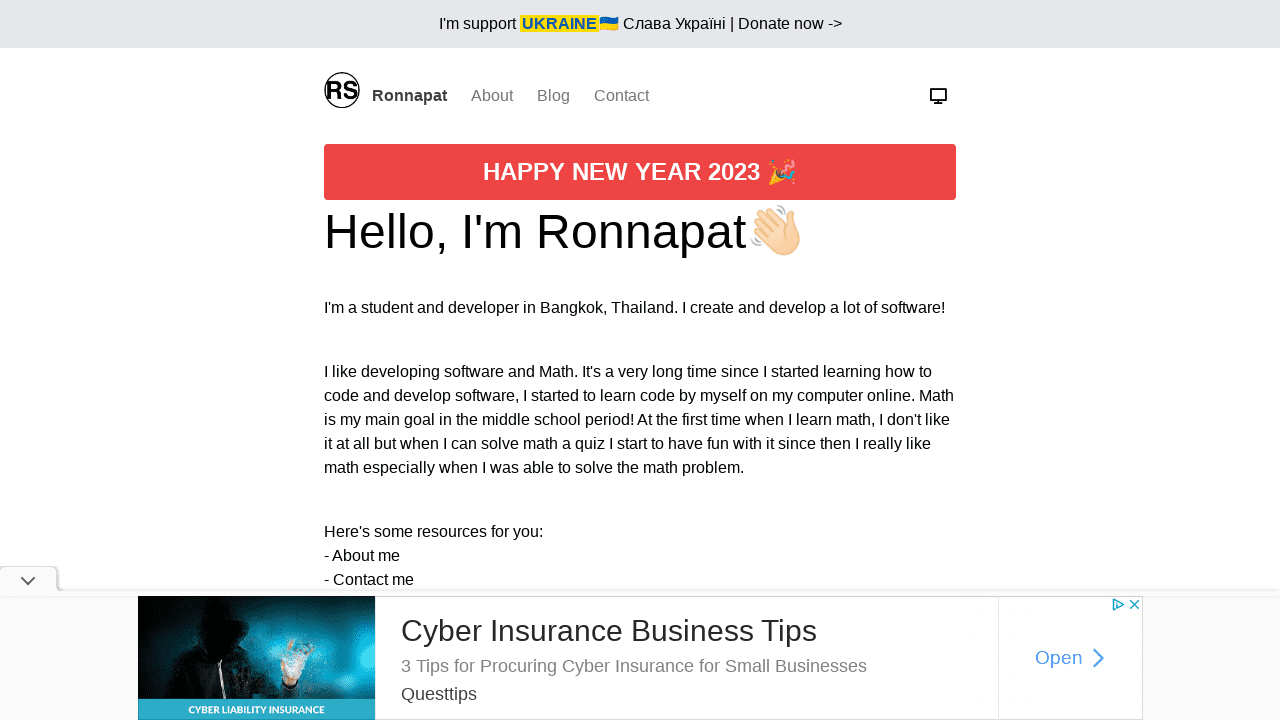 I'm support UKRAINE🇺🇦 Слава Україні | Donate now ->
RS Ronnapat About Blog Contact
HAPPY NEW YEAR 2023 🎉
Hello, I'm Ronnapat👋🏻
I'm a student and developer in Bangkok, Thailand. I create and develop a lot of software!
I like developing software and Math. It's a very long time since I started learning how to
code and develop software, I started to learn code by myself on my computer online. Math
is my main goal in the middle school period! At the first time when I learn math, I don't like
it at all but when I can solve math a quiz I start to have fun with it since then I really like
math especially when I was able to solve the math problem.
Here's some resources for you:
- About me
- Contact me
Cyber Insurance Business Tips
3 Tips for Procuring Cyber Insurance for Small Businesses
Questtips
Open
CYBER LIABILITY INSURANCE